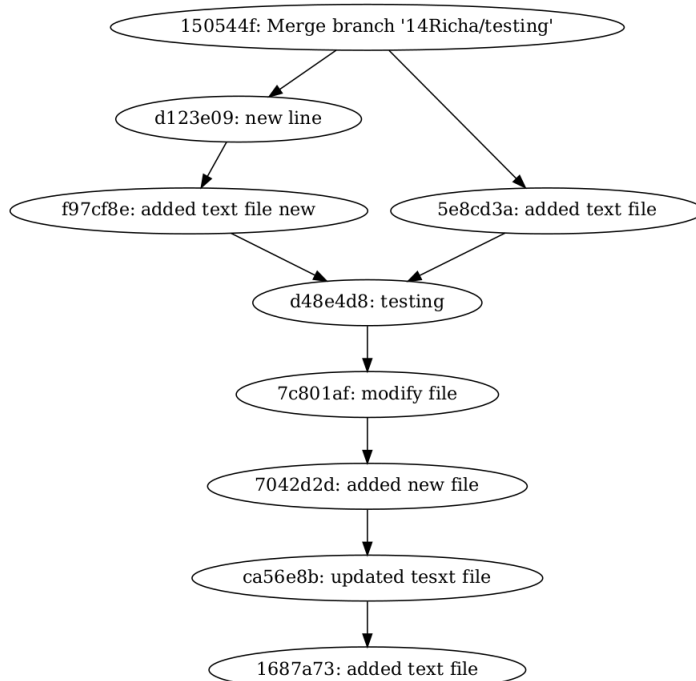 150544f: Merge branch '14Richa/testing'
d123e09: new line
f97cf8e: added text file new
5e8cd3a: added text file
d48e4d8: testing
7c801af: modify file
7042d2d: added new file
ca56e8b: updated tesxt file
1687a73: added text file